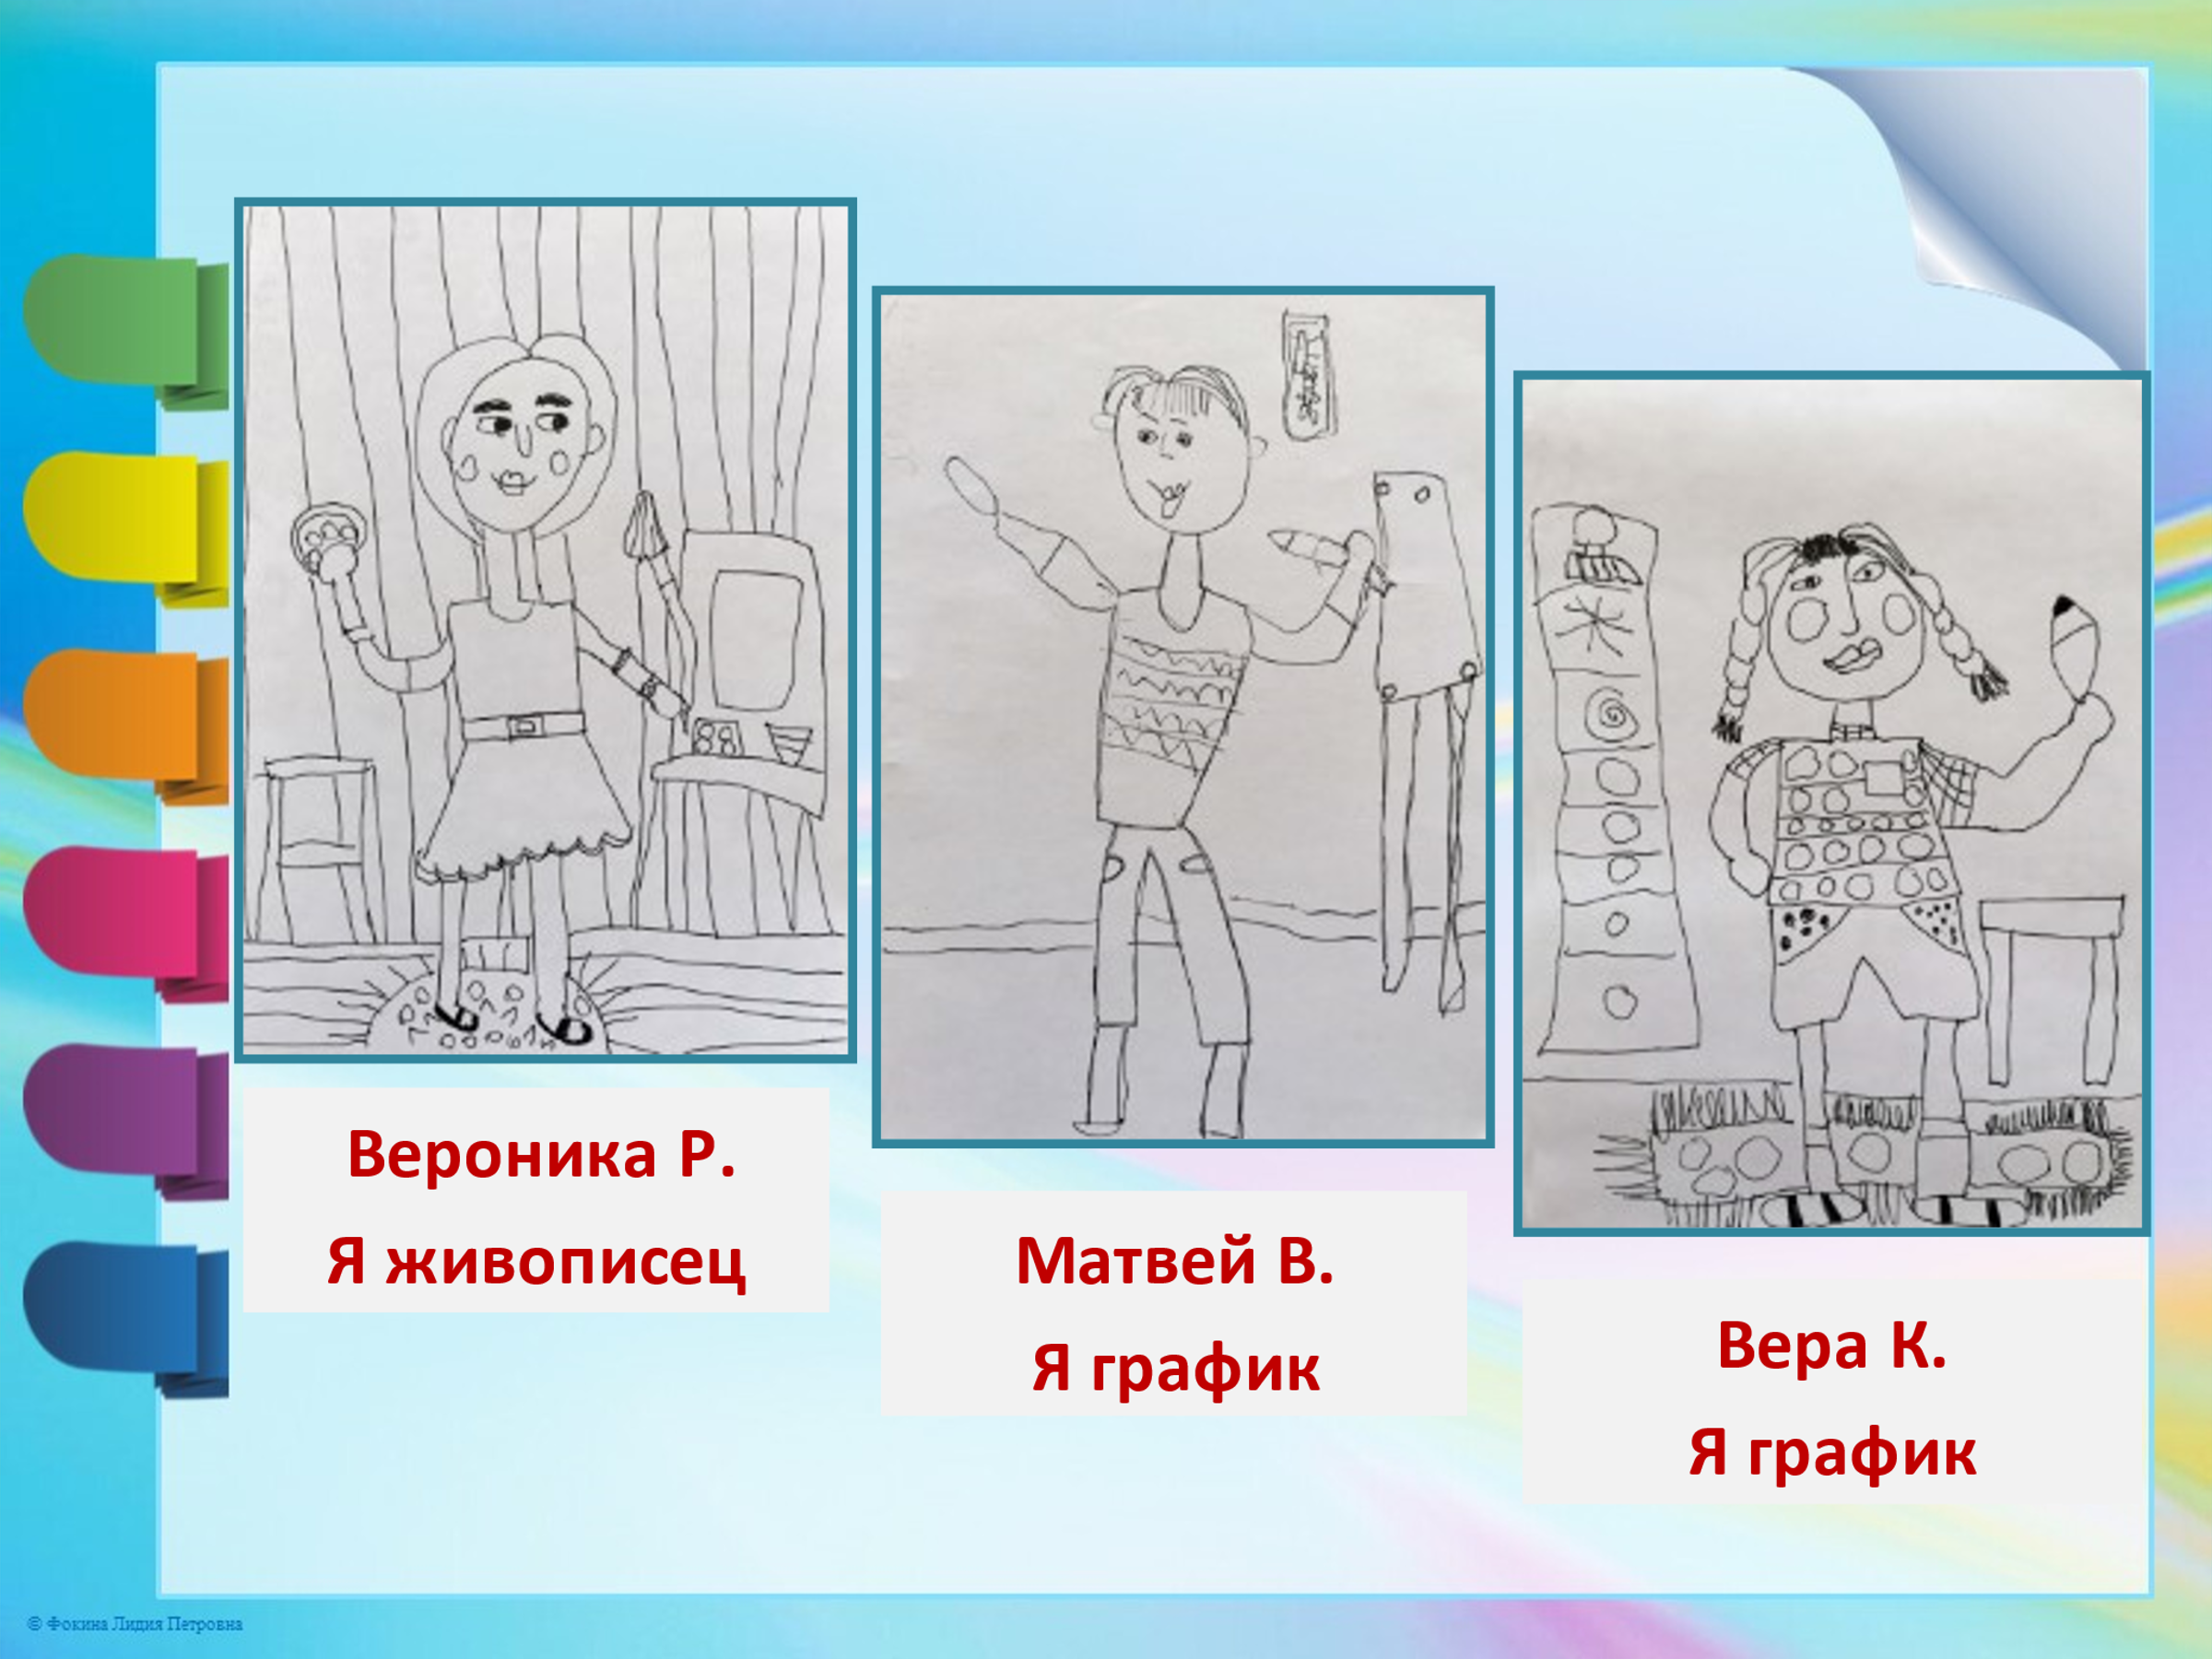 Вероника Р.
Я живописец
Матвей В.
Я график
Вера К.
Я график
© Фокина Лидия Петровна